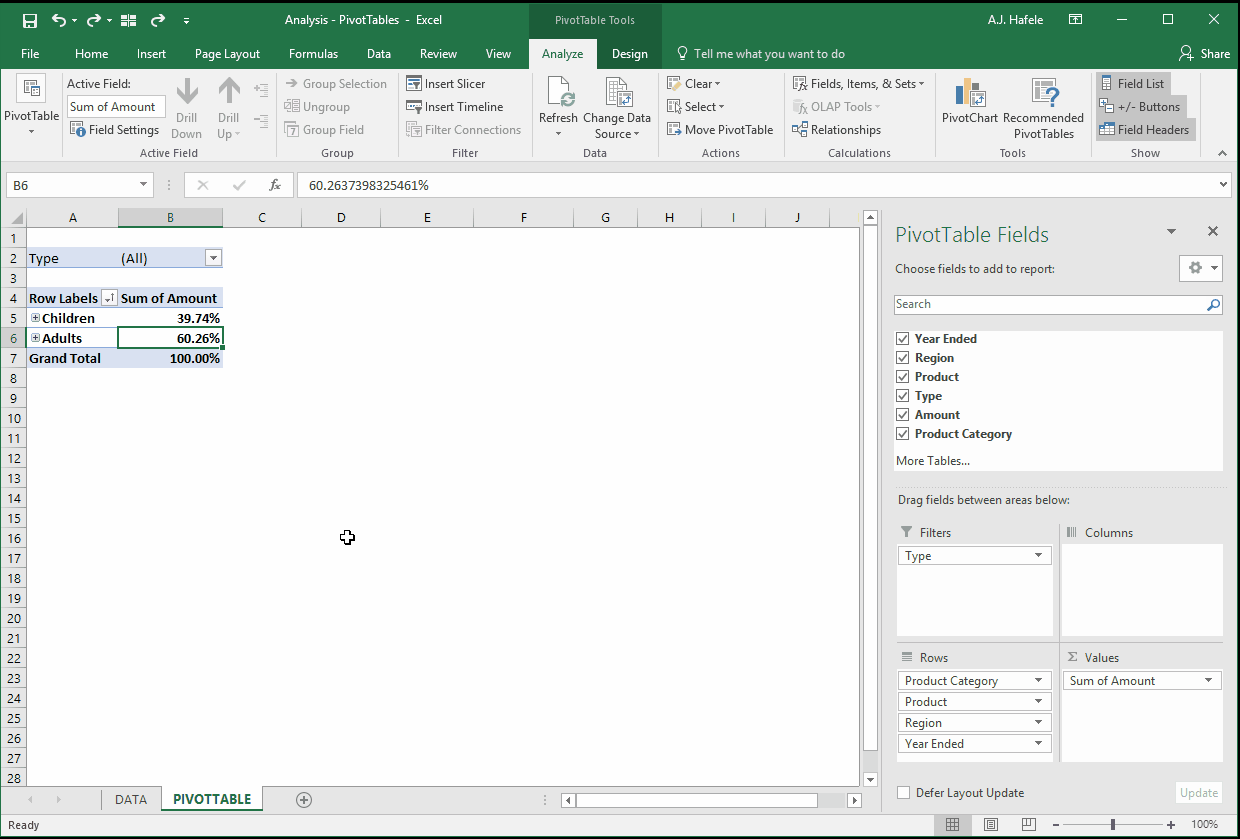 Analysis - PivotTables - Excel
PivotTable Tools
A.J. Hafele
File Home Insert Page Layout Formulas Data Review View Analyze Design Tell me what you want to do Share
PivotTable
Active Field:
Sum of Amount
Field Settings
Drill Down
Drill Up
Active Field
Group Selection
Ungroup
Group Field
Group
Insert Slicer
Insert Timeline
Filter Connections
Filter
Refresh
Change Data Source
Data
Clear
Select
Move PivotTable
Actions
Fields, Items, & Sets
OLAP Tools
Relationships
Calculations
PivotChart
Recommended PivotTables
Tools
Field List
+/- Buttons
Field Headers
Show
B6 fx 60.2637398325461%
A B C D E F G H I J
1
2 Type (All)
3
4 Row Labels Sum of Amount
5 Children 39.74%
6 Adults 60.26%
7 Grand Total 100.00%
8
9
10
11
12
13
14
15
16
17
18
19
20
21
22
23
24
25
26
27
28
PivotTable Fields
Choose fields to add to report:
Search
Year Ended
Region
Product
Type
Amount
Product Category
More Tables...
Drag fields between areas below:
Filters
Type
Columns
Rows
Product Category
Product
Region
Year Ended
Σ Values
Sum of Amount
Defer Layout Update Update
DATA PIVOTTABLE
Ready 100%